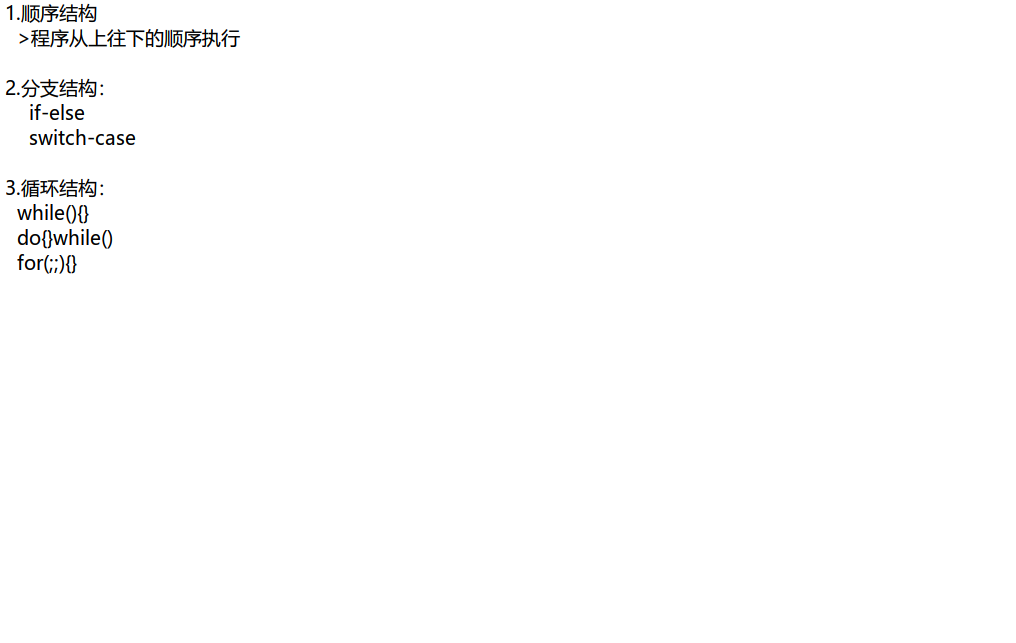 1.顺序结构
>程序从上往下的顺序执行
2.分支结构：
if-else
switch-case
3.循环结构：
while(){}
do{}while()
for(;;){}